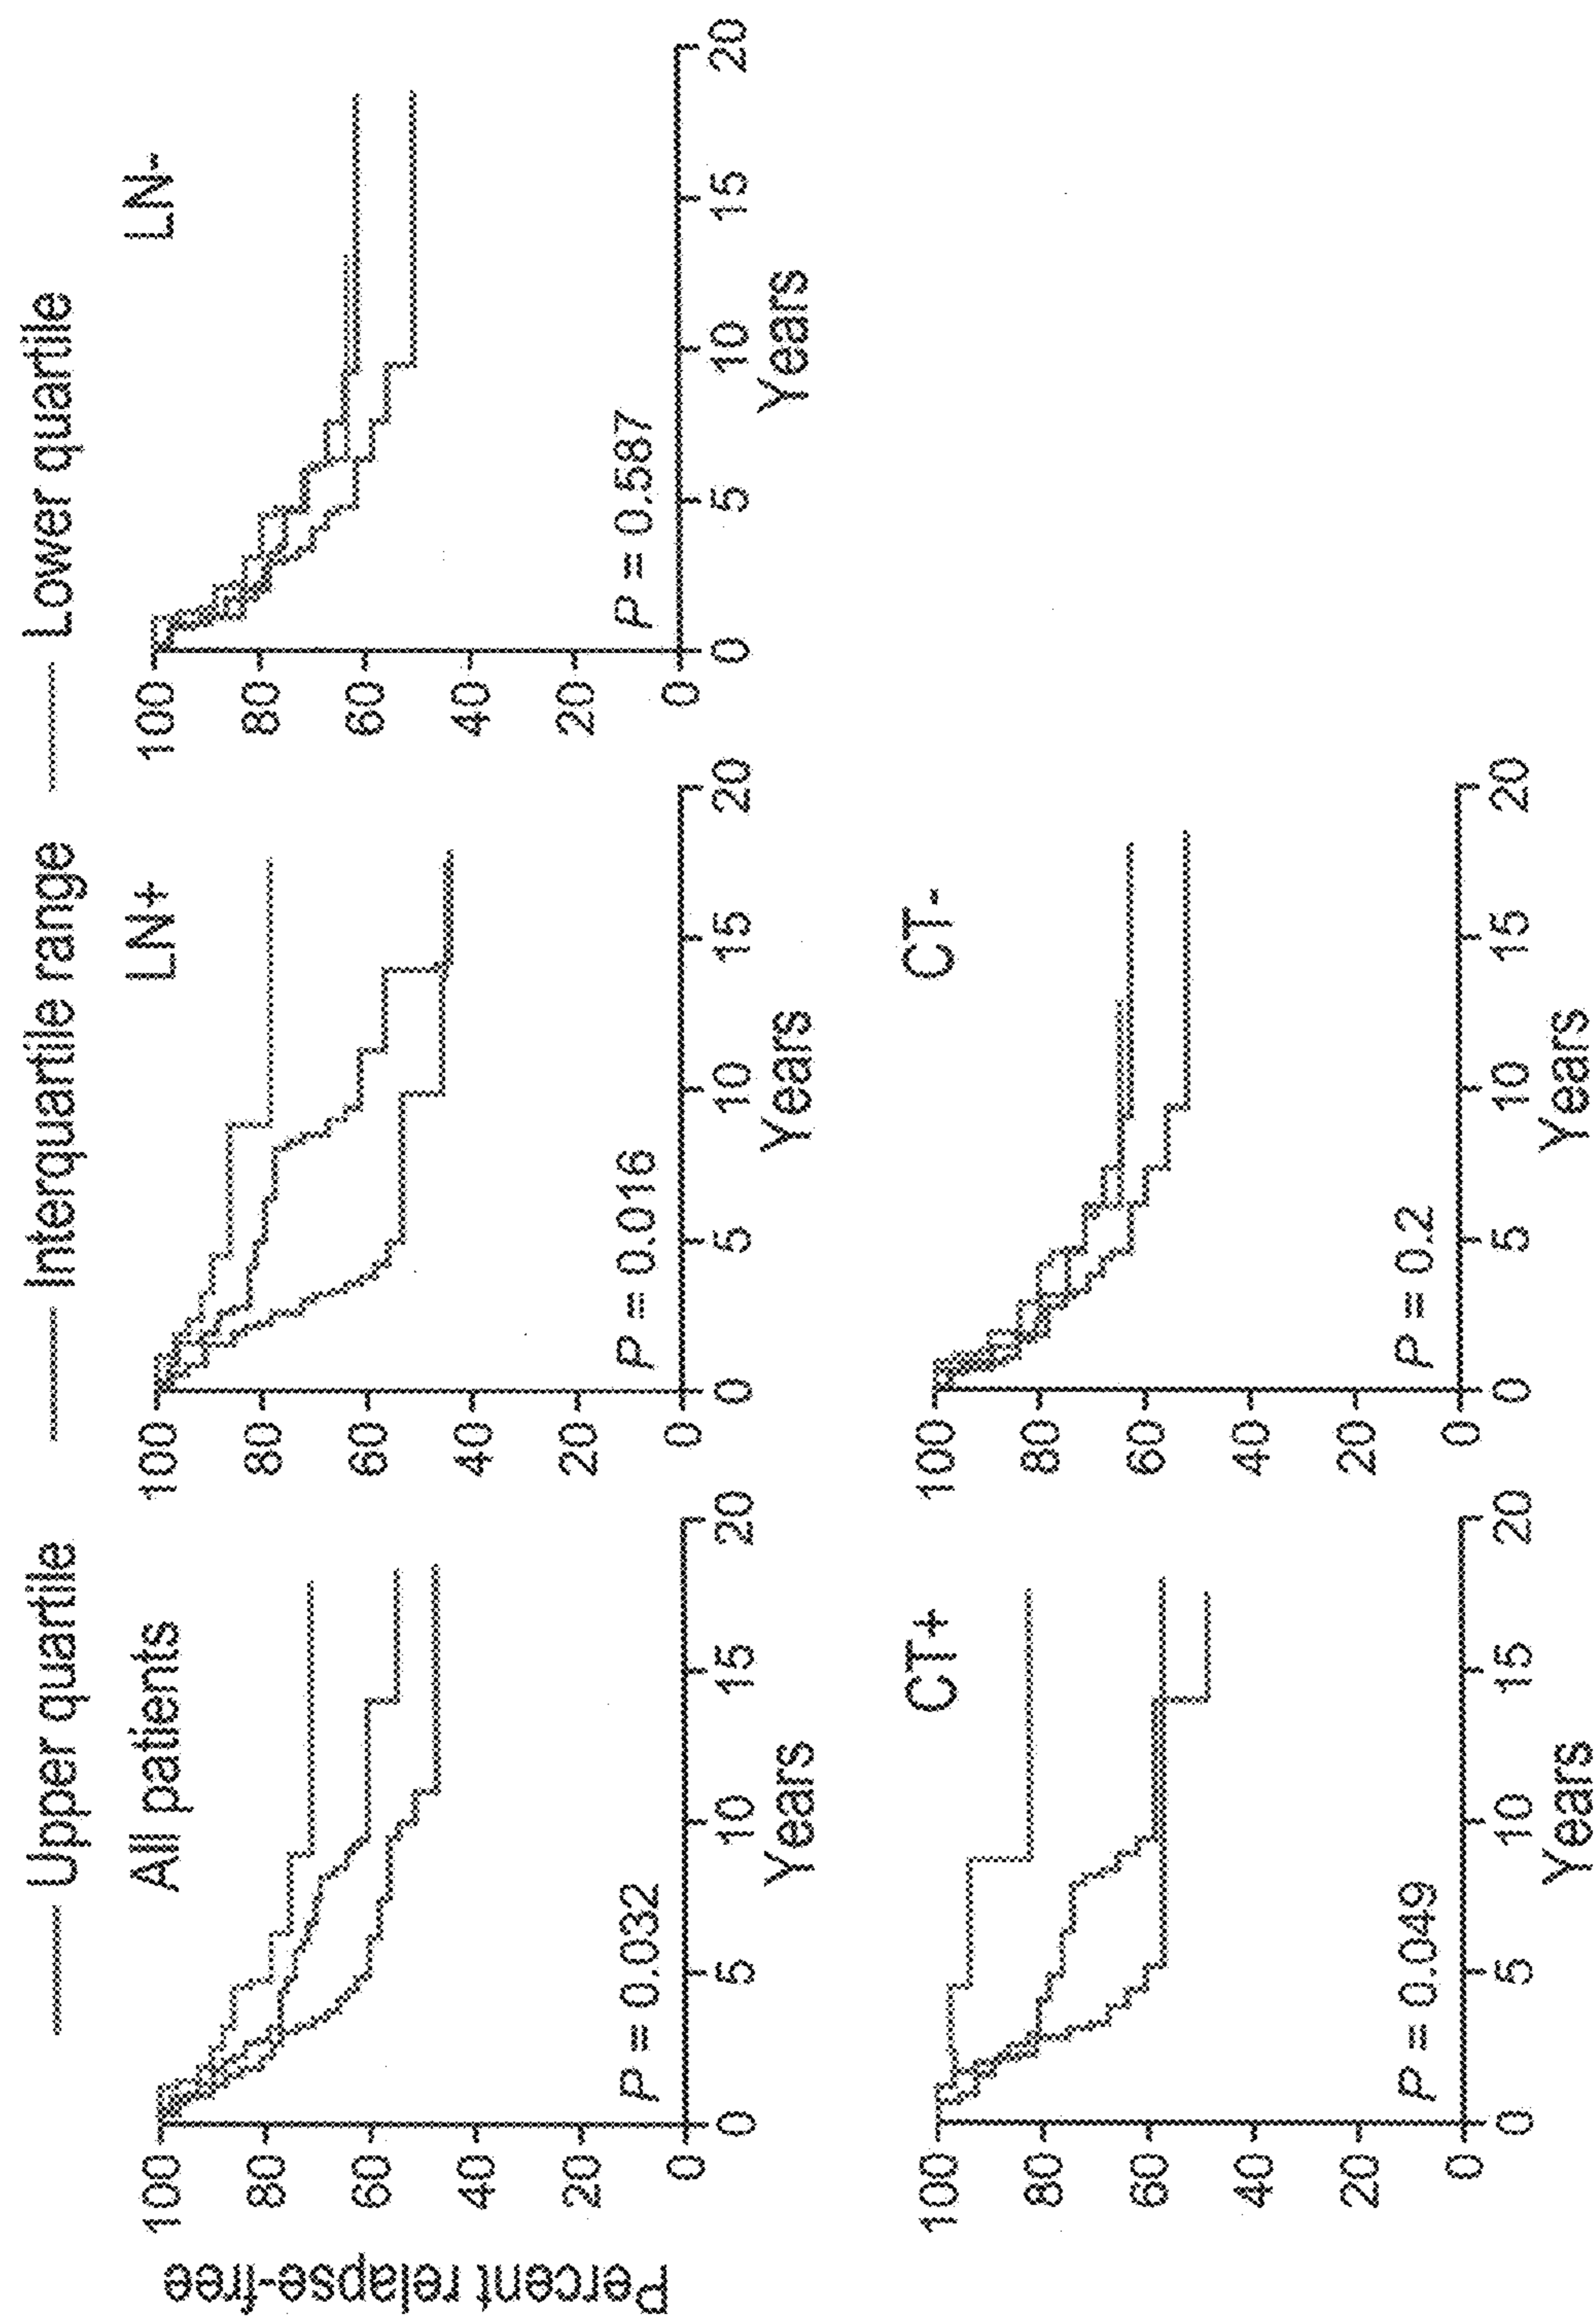 Upper quartile Interquartile range Lower quartile
All patients
Percent relapse-free
100
80
60
40
20
0
P = 0.032
0 5 10 15 20
Years
LN+
100
80
60
40
20
0
P = 0.016
0 5 10 15 20
Years
LN-
100
80
60
40
20
0
P = 0.587
0 5 10 15 20
Years
CT+
100
80
60
40
20
0
P = 0.049
0 5 10 15 20
Years
CT-
100
80
60
40
20
0
P = 0.2
0 5 10 15 20
Years